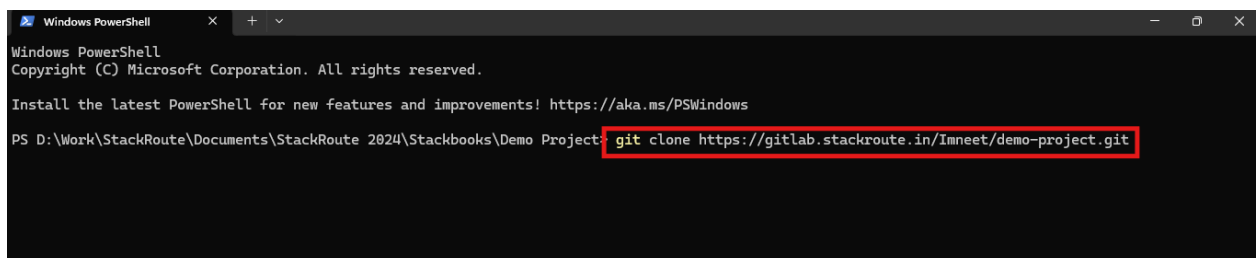 Windows PowerShell
Windows PowerShell
Copyright (C) Microsoft Corporation. All rights reserved.
Install the latest PowerShell for new features and improvements! https://aka.ms/PSWindows
PS D:\Work\StackRoute\Documents\StackRoute 2024\Stackbooks\Demo Project> git clone https://gitlab.stackroute.in/Imneet/demo-project.git